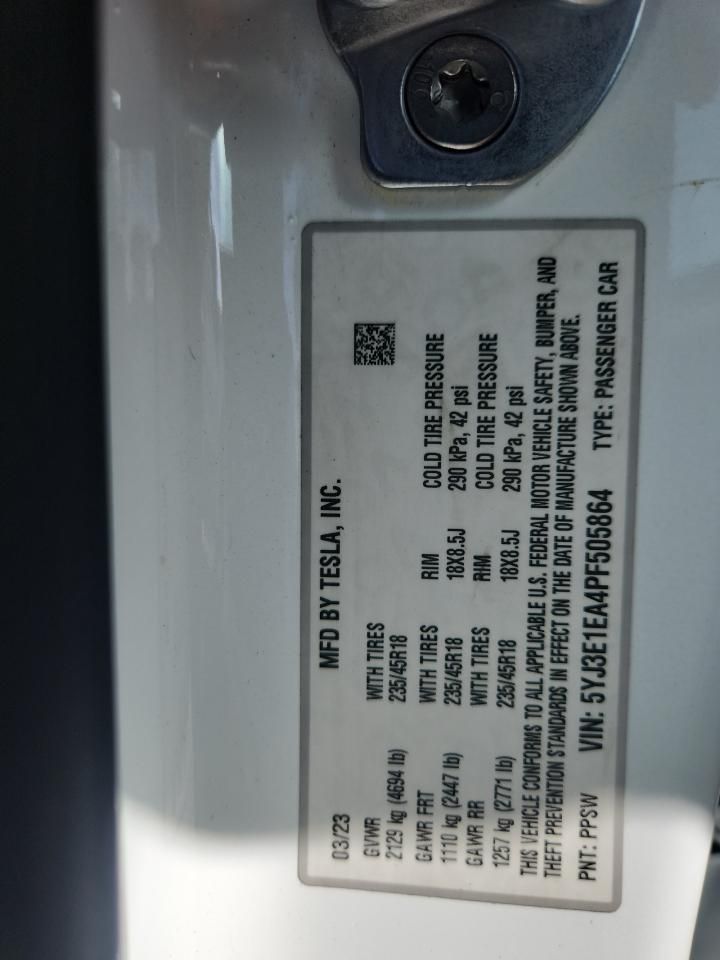 03/23 MFD BY TESLA, INC.
GVWR WITH TIRES
2129 kg (4694 lb) 235/45R18
GAWR FRT WITH TIRES RIM COLD TIRE PRESSURE
1110 kg (2447 lb) 235/45R18 18X8.5J 290 kPa, 42 psi
GAWR RR WITH TIRES RIM COLD TIRE PRESSURE
1257 kg (2771 lb) 235/45R18 18X8.5J 290 kPa, 42 psi
THIS VEHICLE CONFORMS TO ALL APPLICABLE U.S. FEDERAL MOTOR VEHICLE SAFETY, BUMPER, AND
THEFT PREVENTION STANDARDS IN EFFECT ON THE DATE OF MANUFACTURE SHOWN ABOVE.
PNT: PPSW VIN: 5YJ3E1EA4PF505864 TYPE: PASSENGER CAR